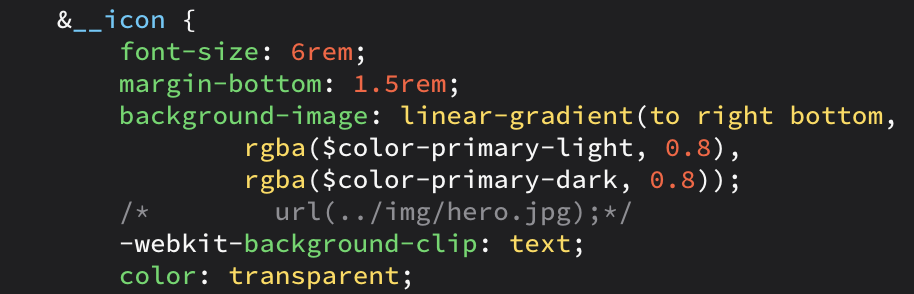 &__icon {
font-size: 6rem;
margin-bottom: 1.5rem;
background-image: linear-gradient(to right bottom,
rgba($color-primary-light, 0.8),
rgba($color-primary-dark, 0.8));
/*        url(../img/hero.jpg);*/
-webkit-background-clip: text;
color: transparent;